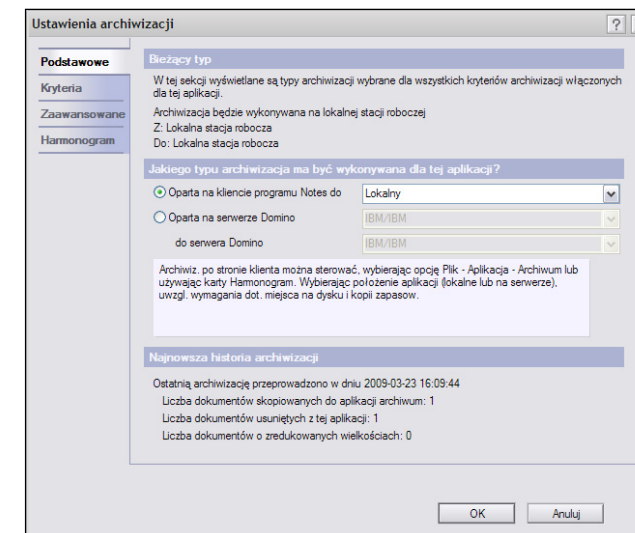 Ustawienia archiwizacji
?
Podstawowe
Kryteria
Zaawansowane
Harmonogram
Bieżący typ
W tej sekcji wyświetlane są typy archiwizacji wybrane dla wszystkich kryteriów archiwizacji włączonych
dla tej aplikacji.
Archiwizacja będzie wykonywana na lokalnej stacji roboczej
Z: Lokalna stacja robocza
Do: Lokalna stacja robocza
Jakiego typu archiwizacja ma być wykonywana dla tej aplikacji?
Oparta na kliencie programu Notes do Lokalny
Oparta na serwerze Domino IBM/IBM
do serwera Domino IBM/IBM
Archiwiz. po stronie klienta można sterować, wybierając opcję Plik - Aplikacja - Archiwum lub
używając karty Harmonogram. Wybierając położenie aplikacji (lokalne lub na serwerze),
uwzgl. wymagania dot. miejsca na dysku i kopii zapasow.
Najnowsza historia archiwizacji
Ostatnią archiwizację przeprowadzono w dniu 2009-03-23 16:09:44
Liczba dokumentów skopiowanych do aplikacji archiwum: 1
Liczba dokumentów usuniętych z tej aplikacji: 1
Liczba dokumentów o zredukowanych wielkościach: 0
OK Anuluj